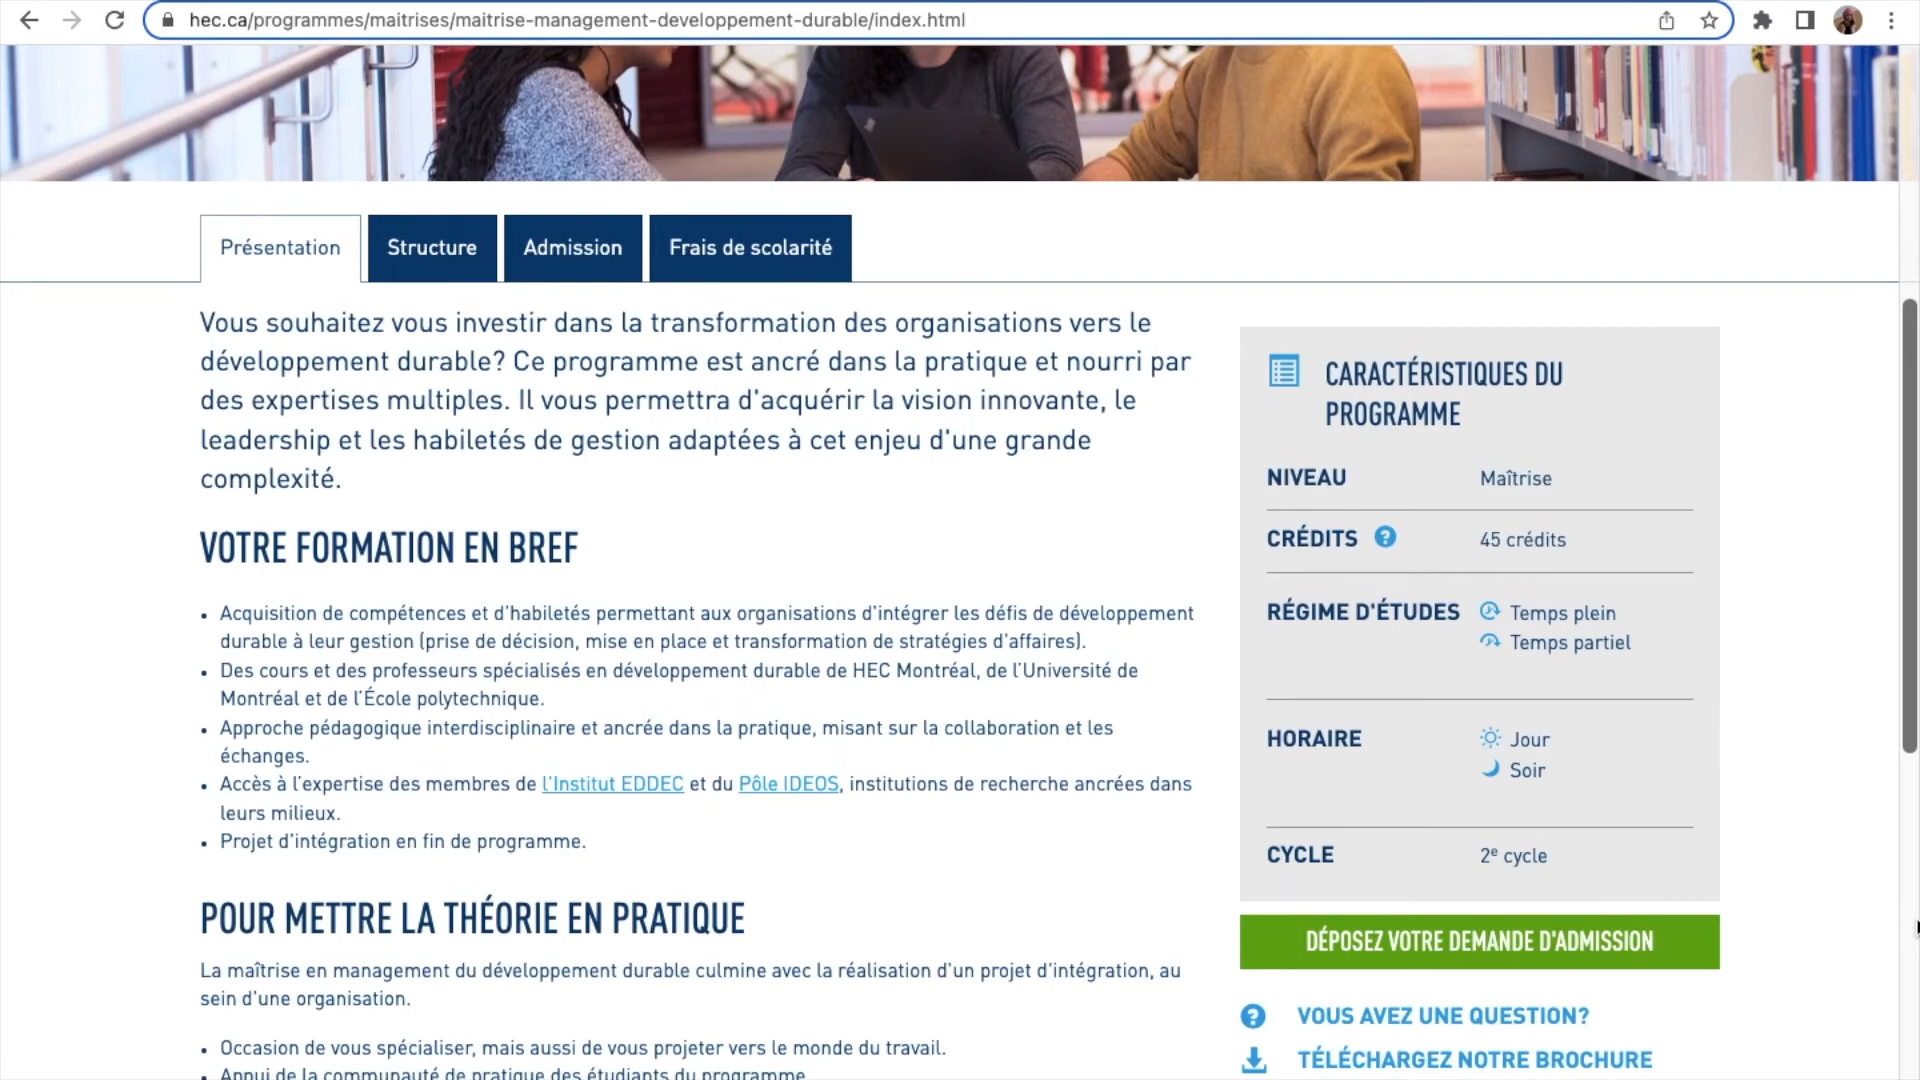 hec.ca/programmes/maitrises/maitrise-management-developpement-durable/index.html
Présentation
Structure
Admission
Frais de scolarité
Vous souhaitez vous investir dans la transformation des organisations vers le
développement durable? Ce programme est ancré dans la pratique et nourri par
des expertises multiples. Il vous permettra d'acquérir la vision innovante, le
leadership et les habiletés de gestion adaptées à cet enjeu d'une grande
complexité.
VOTRE FORMATION EN BREF
• Acquisition de compétences et d'habiletés permettant aux organisations d'intégrer les défis de développement
durable à leur gestion (prise de décision, mise en place et transformation de stratégies d'affaires).
• Des cours et des professeurs spécialisés en développement durable de HEC Montréal, de l'Université de
Montréal et de l'École polytechnique.
• Approche pédagogique interdisciplinaire et ancrée dans la pratique, misant sur la collaboration et les
échanges.
• Accès à l'expertise des membres de l'Institut EDDEC et du Pôle IDEOS, institutions de recherche ancrées dans
leurs milieux.
• Projet d'intégration en fin de programme.
POUR METTRE LA THÉORIE EN PRATIQUE
La maîtrise en management du développement durable culmine avec la réalisation d'un projet d'intégration, au
sein d'une organisation.
• Occasion de vous spécialiser, mais aussi de vous projeter vers le monde du travail.
• Appui de la communauté de pratique des étudiants du programme
CARACTÉRISTIQUES DU
PROGRAMME
NIVEAU Maîtrise
CRÉDITS ? 45 crédits
RÉGIME D'ÉTUDES Temps plein
Temps partiel
HORAIRE Jour
Soir
CYCLE 2e cycle
DÉPOSEZ VOTRE DEMANDE D'ADMISSION
? VOUS AVEZ UNE QUESTION?
TÉLÉCHARGEZ NOTRE BROCHURE